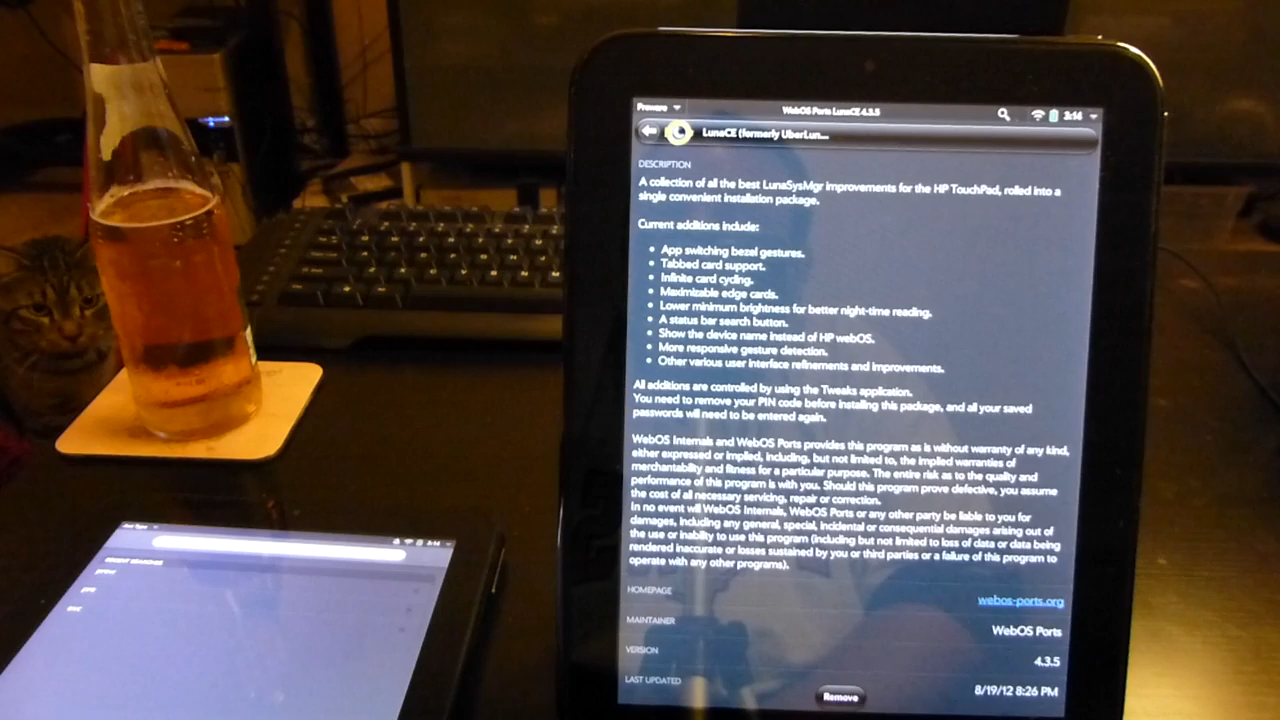 Preware
WebOS Ports LunaCE 4.3.5
3:14
LunaCE (formerly UberLun...
DESCRIPTION
A collection of all the best LunaSysMgr improvements for the HP TouchPad, rolled into a
single convenient installation package.
Current additions include:
App switching bezel gestures.
Tabbed card support.
Infinite card cycling.
Maximizable edge cards.
Lower minimum brightness for better night-time reading.
A status bar search button.
Show the device name instead of HP webOS.
More responsive gesture detection.
Other various user interface refinements and improvements.
All additions are controlled by using the Tweaks application.
You need to remove your PIN code before installing this package, and all your saved
passwords will need to be entered again.
WebOS Internals and WebOS Ports provides this program as is without warranty of any kind,
either expressed or implied, including, but not limited to, the implied warranties of
merchantability and fitness for a particular purpose. The entire risk as to the quality and
performance of this program is with you. Should this program prove defective, you assume
the cost of all necessary servicing, repair or correction.
In no event will WebOS Internals, WebOS Ports or any other party be liable to you for
damages, including any general, special, incidental or consequential damages arising out of
the use or inability to use this program (including but not limited to loss of data or data being
rendered inaccurate or losses sustained by you or third parties or a failure of this program to
operate with any other programs).
HOMEPAGE
webos-ports.org
MAINTAINER
WebOS Ports
VERSION
4.3.5
LAST UPDATED
8/19/12 8:26 PM
Remove
Just Type
3:14
RECENT SEARCHES